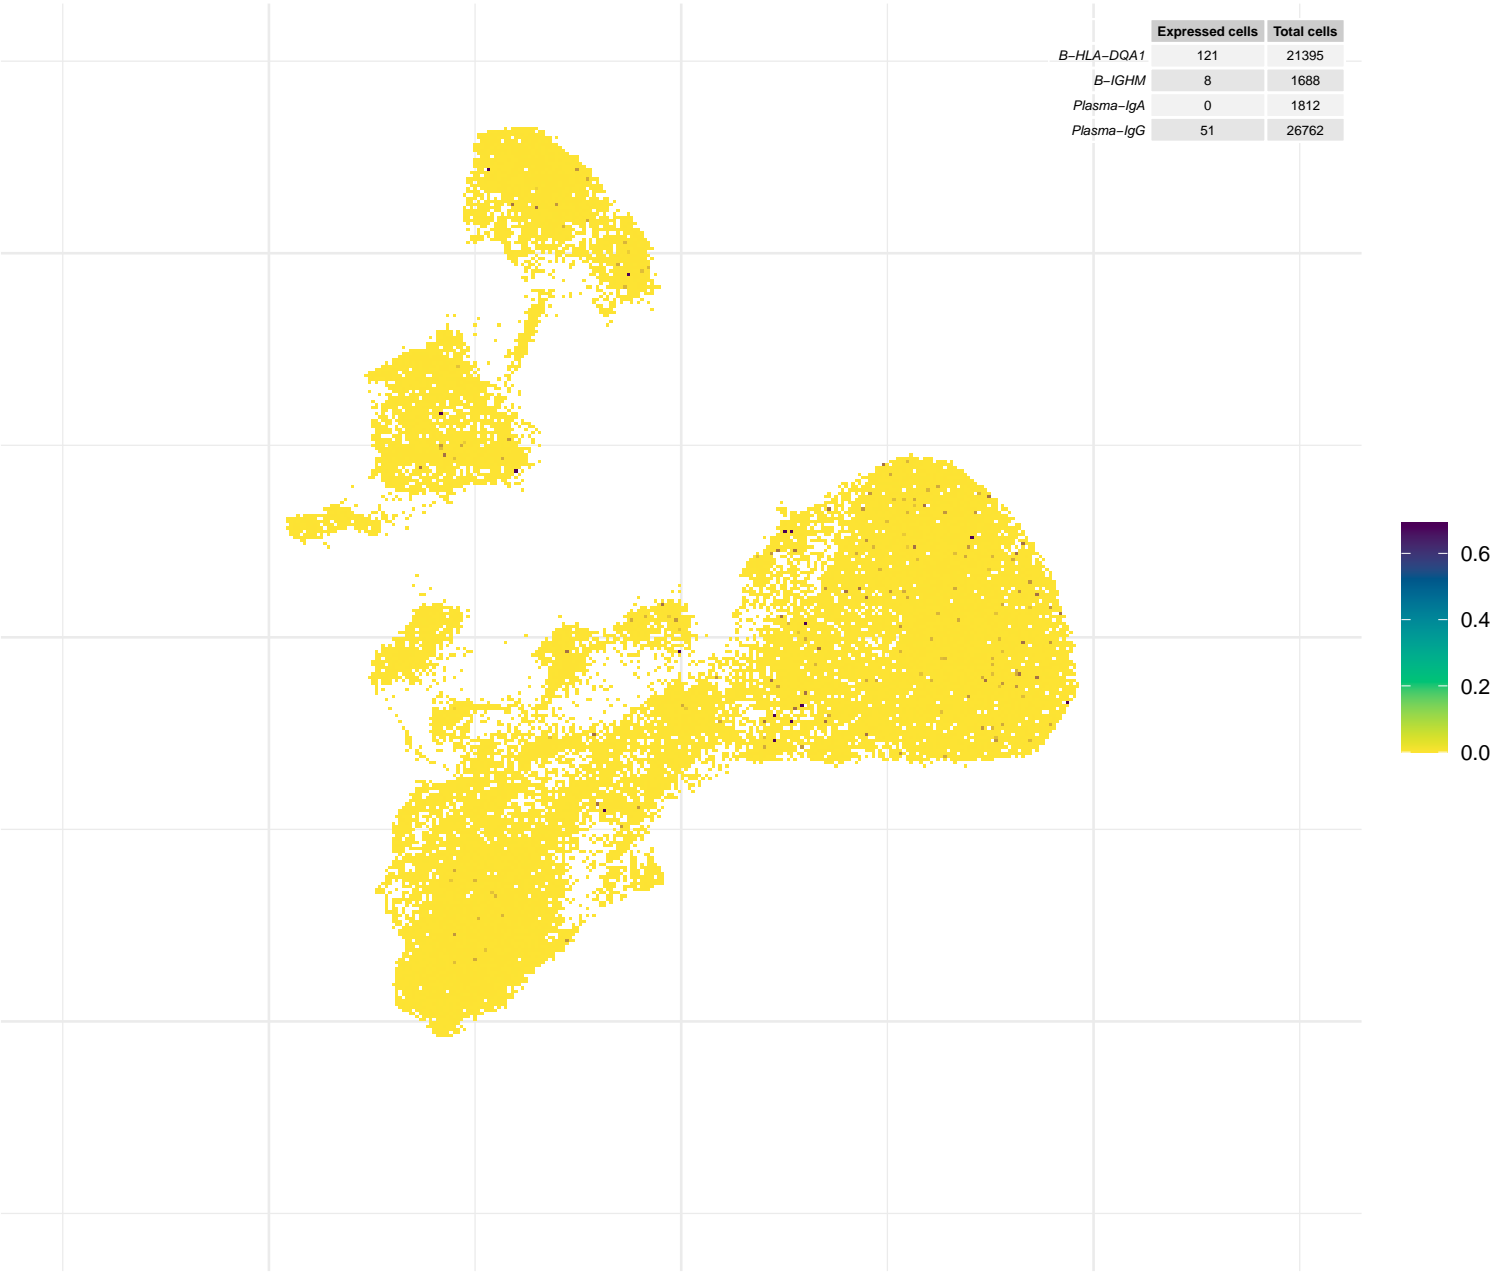 Expressed cells Total cells
B−HLA−DQA1 121 21395
B−IGHM 8 1688
Plasma−IgA 0 1812
Plasma−IgG 51 26762
0.6
0.4
0.2
0.0